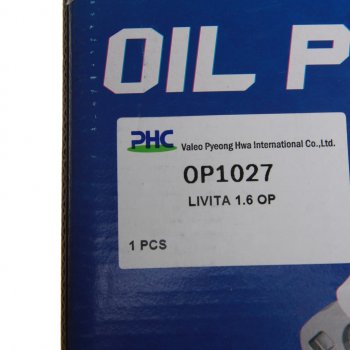 OIL P
PHC Valeo Pyeong Hwa International Co.,Ltd.
OP1027
LIVITA 1.6 OP
1 PCS